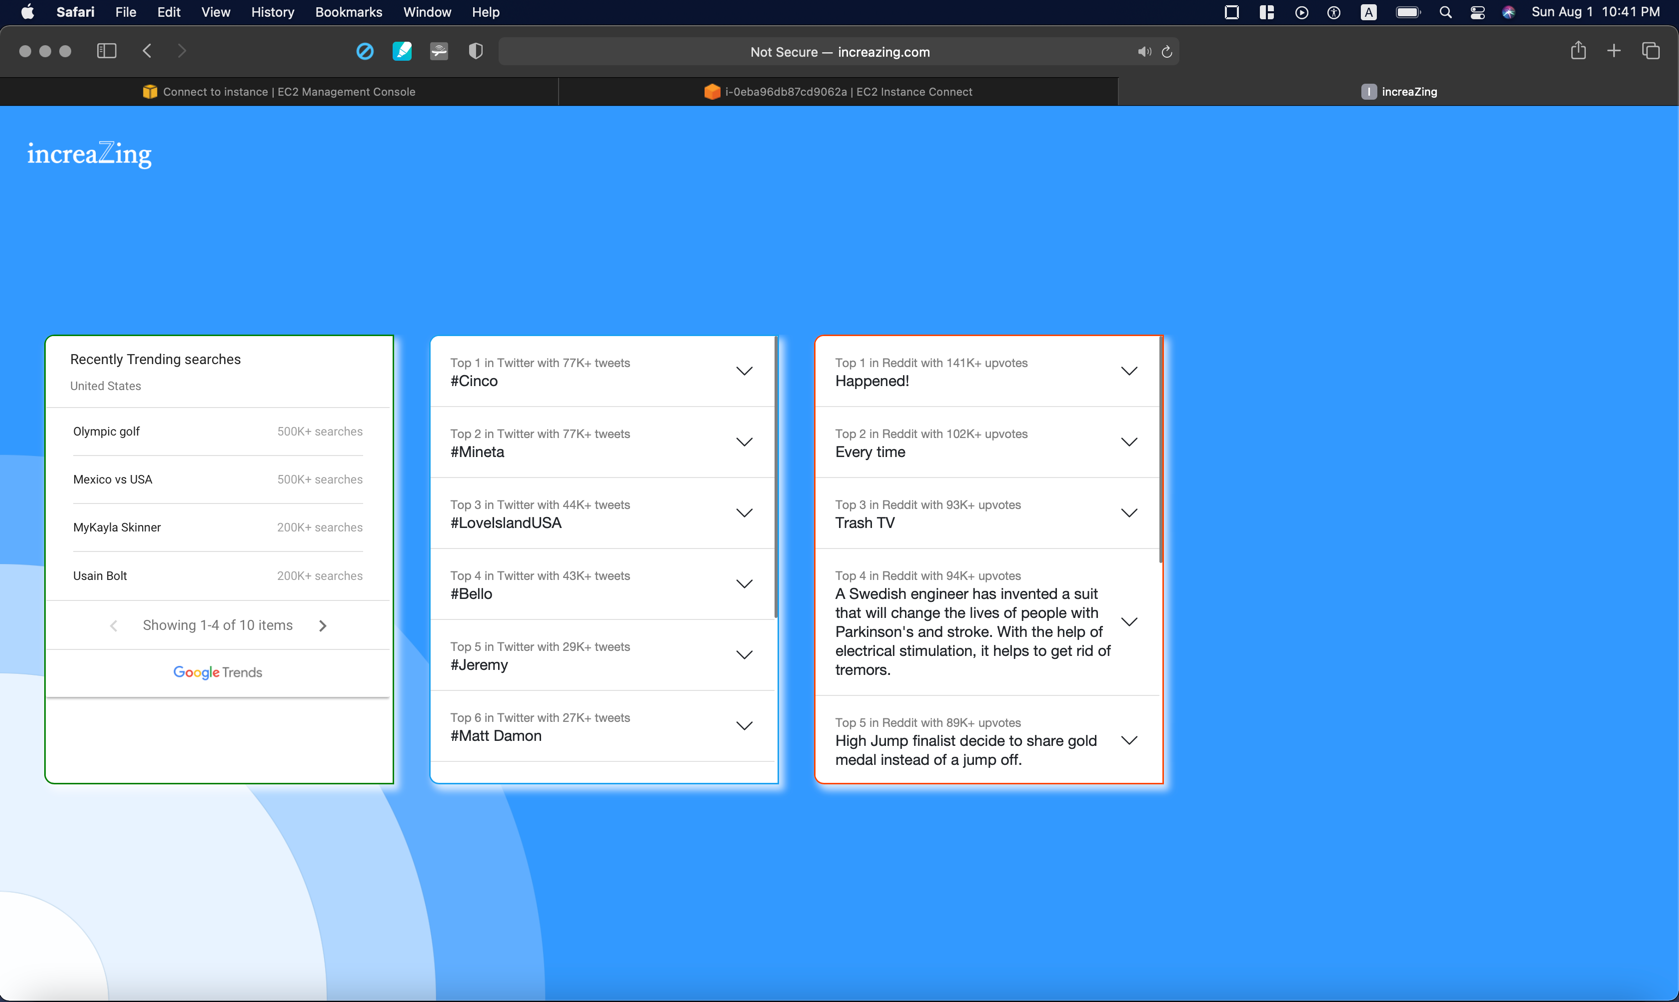 Safari File Edit View History Bookmarks Window Help
A
Sun Aug 1 10:41 PM
Not Secure — increazing.com
Connect to instance | EC2 Management Console
i-0eba96db87cd9062a | EC2 Instance Connect
I increaZing
increaZing
Recently Trending searches
United States
Olympic golf 500K+ searches
Mexico vs USA 500K+ searches
MyKayla Skinner 200K+ searches
Usain Bolt 200K+ searches
Showing 1-4 of 10 items
Google Trends
Top 1 in Twitter with 77K+ tweets
#Cinco
Top 2 in Twitter with 77K+ tweets
#Mineta
Top 3 in Twitter with 44K+ tweets
#LoveIslandUSA
Top 4 in Twitter with 43K+ tweets
#Bello
Top 5 in Twitter with 29K+ tweets
#Jeremy
Top 6 in Twitter with 27K+ tweets
#Matt Damon
Top 1 in Reddit with 141K+ upvotes
Happened!
Top 2 in Reddit with 102K+ upvotes
Every time
Top 3 in Reddit with 93K+ upvotes
Trash TV
Top 4 in Reddit with 94K+ upvotes
A Swedish engineer has invented a suit
that will change the lives of people with
Parkinson's and stroke. With the help of
electrical stimulation, it helps to get rid of
tremors.
Top 5 in Reddit with 89K+ upvotes
High Jump finalist decide to share gold
medal instead of a jump off.